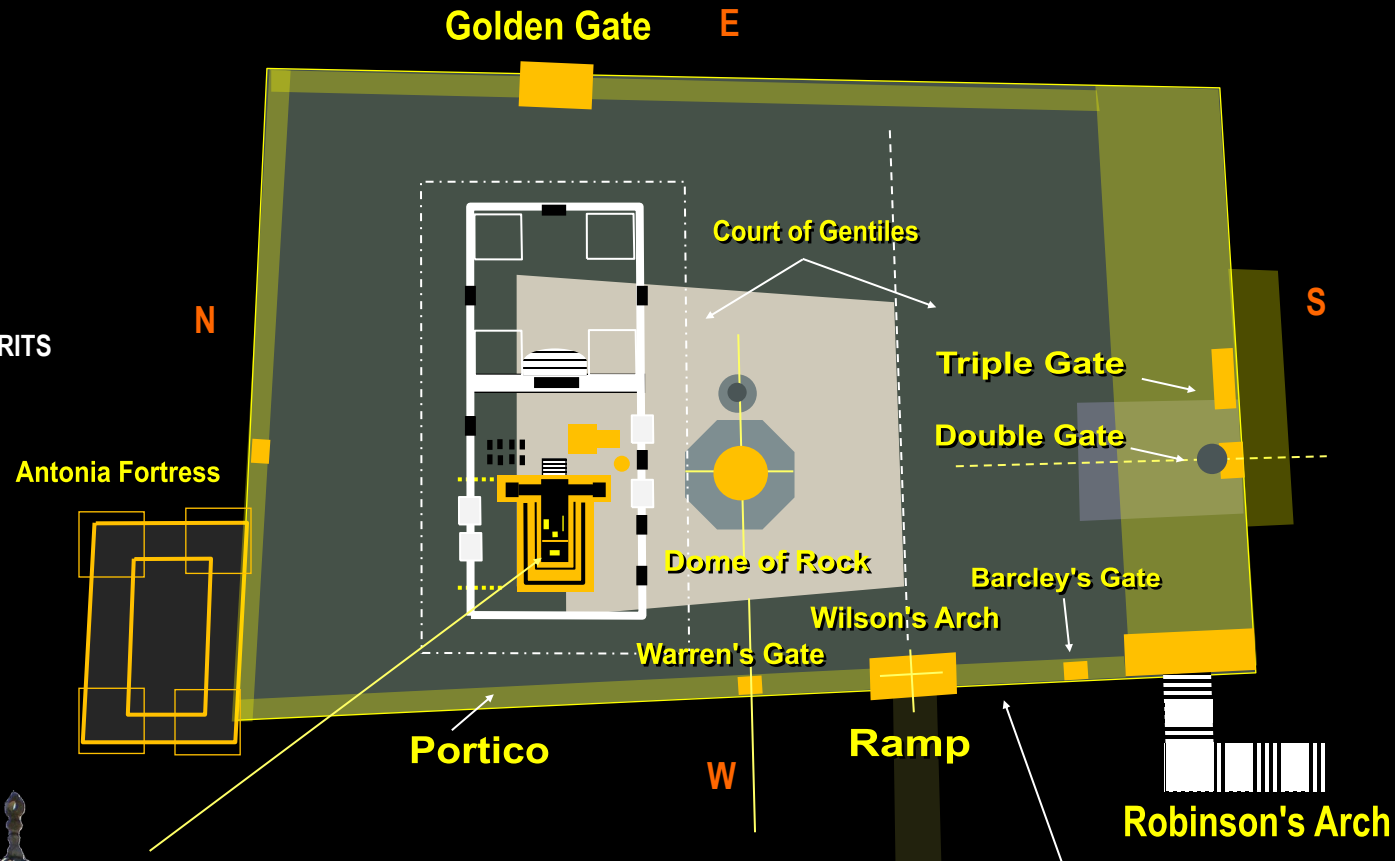 E
Golden Gate
Court of Gentiles
S
N
RITS
Triple Gate
Double Gate
Antonia Fortress
Dome of Rock
Barcley's Gate
Wilson's Arch
Warren's Gate
Portico
Ramp
W
Robinson's Arch